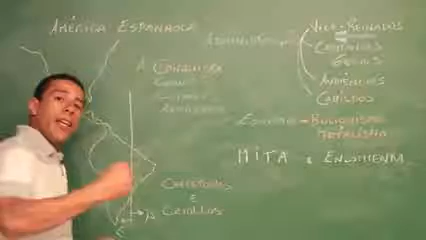 AMÉRICA ESPANHOLA
A CONQUISTA
ADMINISTRAÇÃO
VICE-REINADOS
CAPITANIAS
GERAIS
AUDIÊNCIAS
CABILDOS
ECONOMIA → BULIONISMO
METALISMO
MITA E ENCOMIENDA
CHAPETONES
E
CRIOLLOS